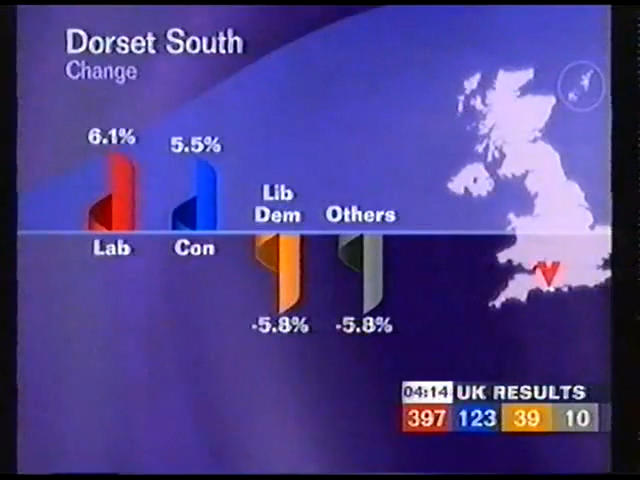 Dorset South
Change
6.1%
5.5%
Lib
Dem
Others
Lab
Con
-5.8%
-5.8%
04:14 UK RESULTS
397 123 39 10